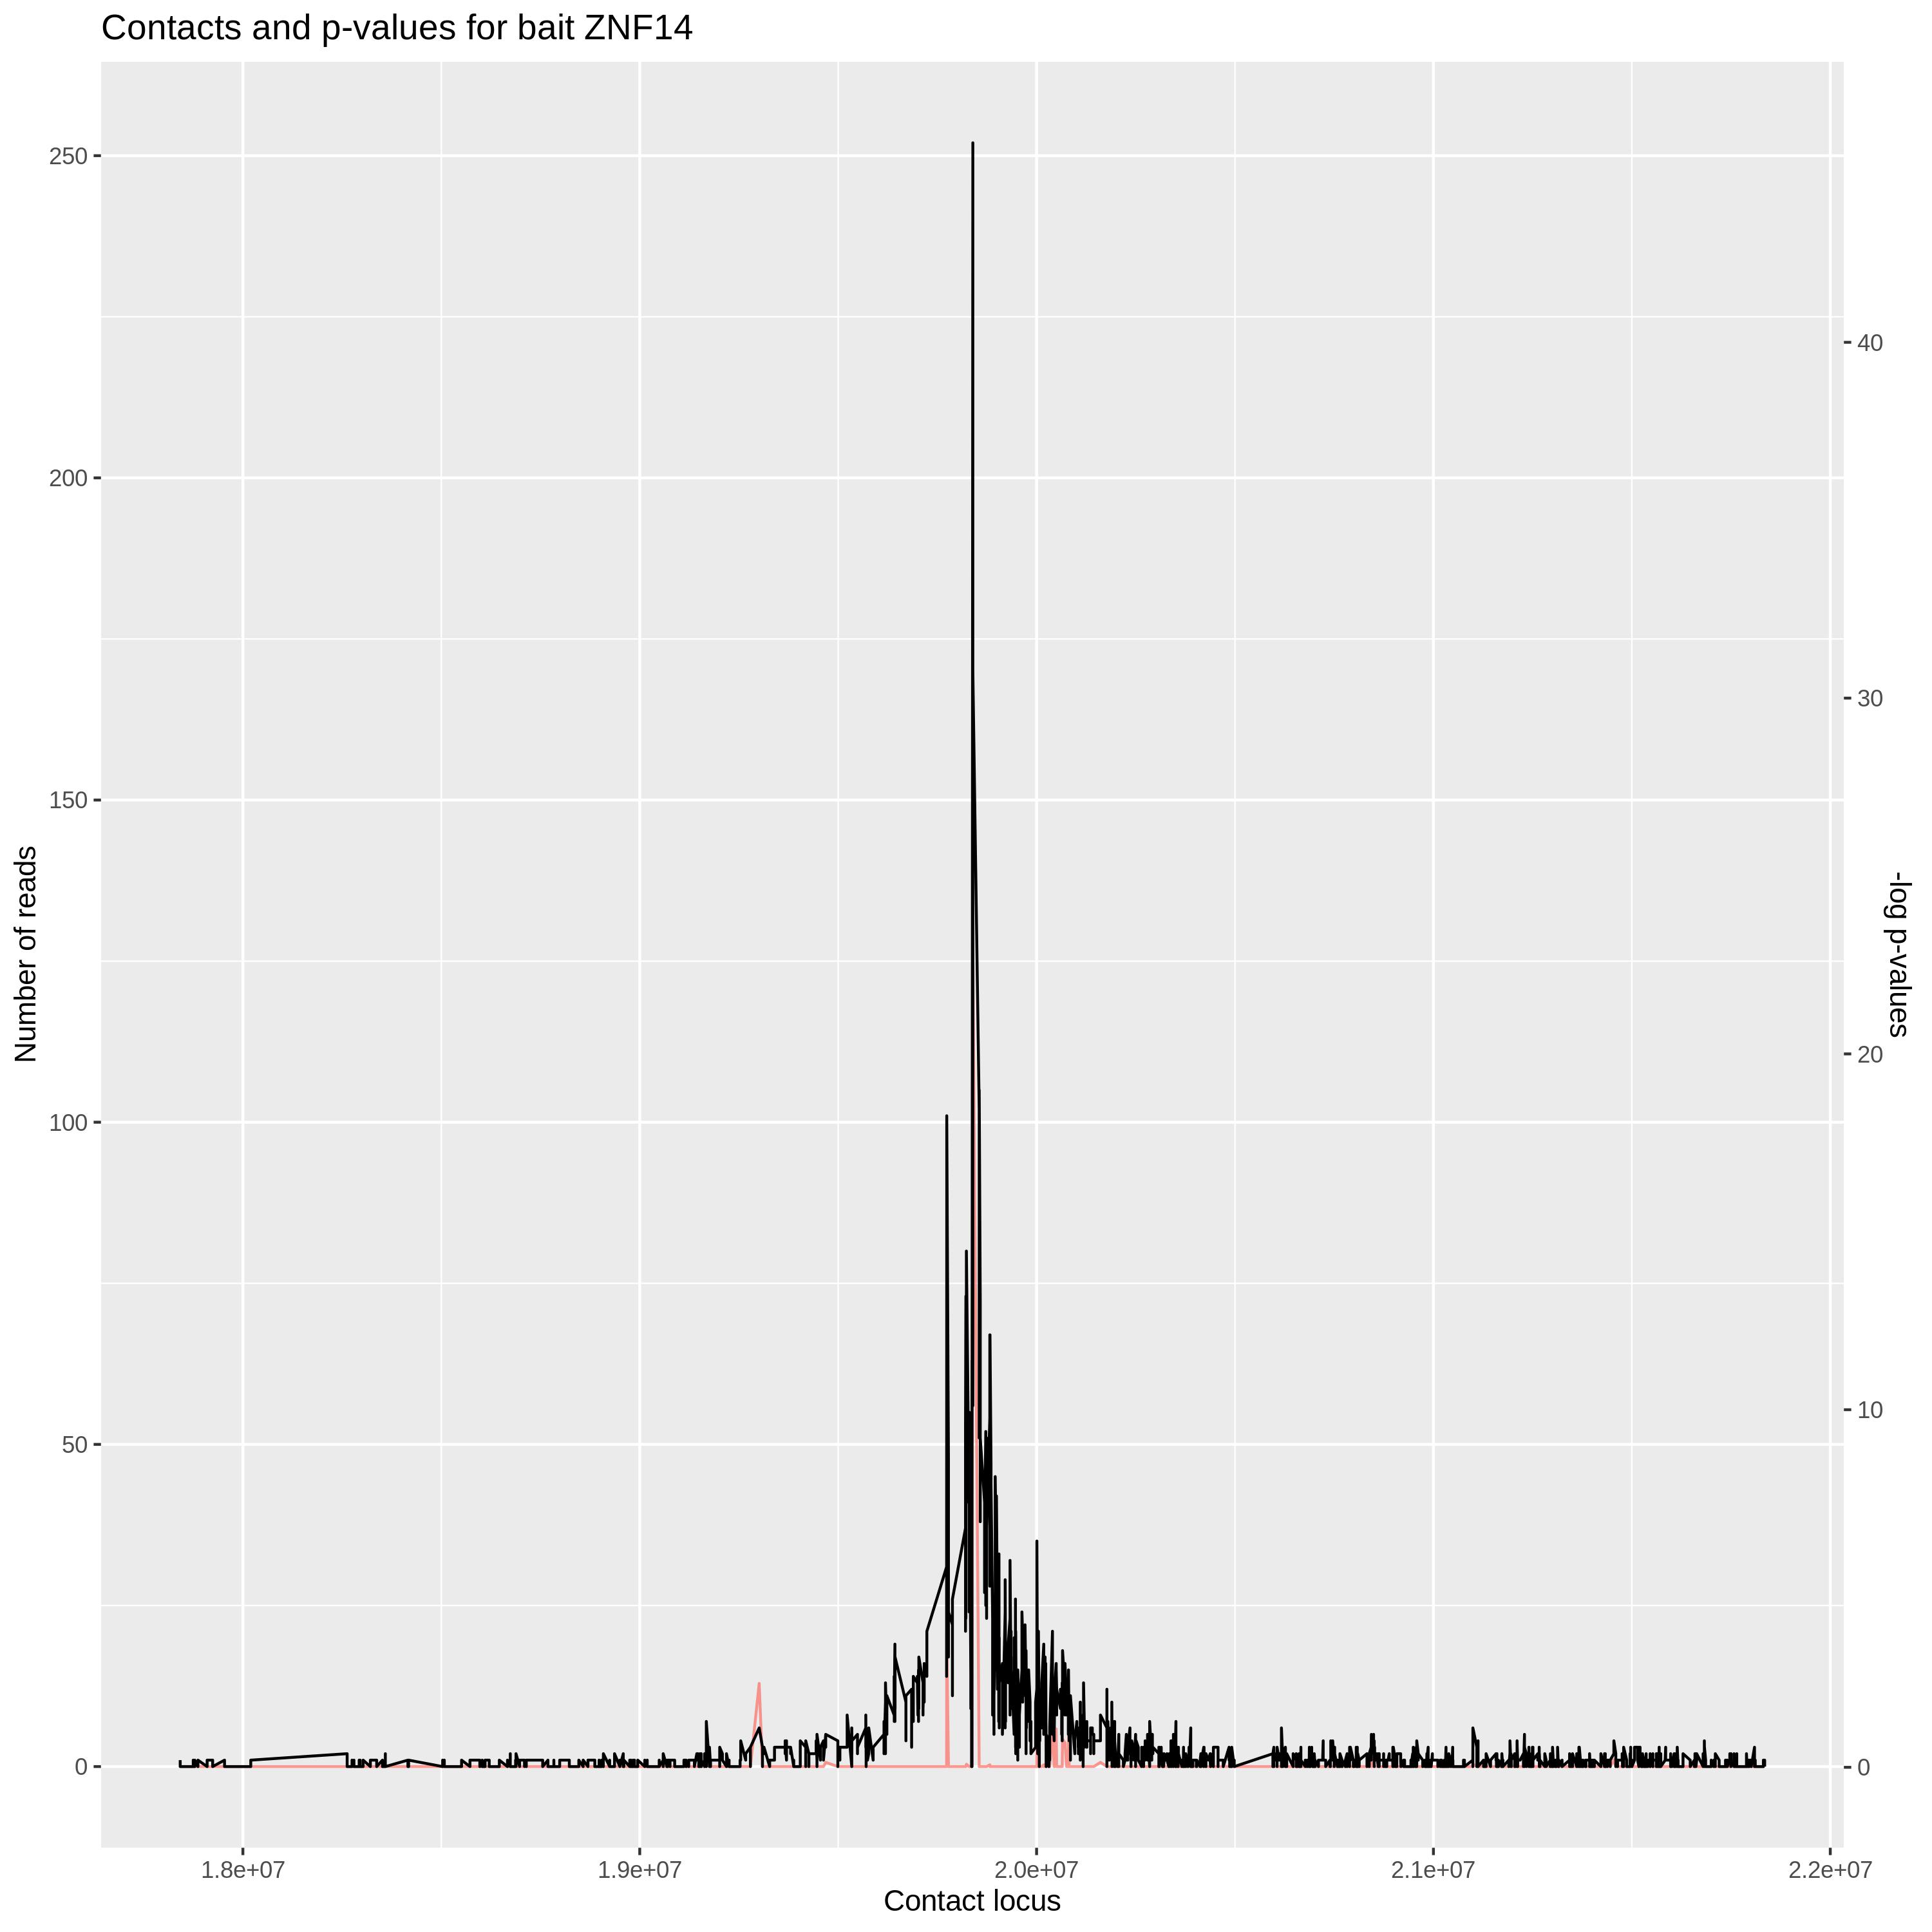 Contacts and p-values for bait ZNF14
250
200
150
100
50
0
Number of reads
40
30
20
10
0
-log p-values
1.8e+07
1.9e+07
2.0e+07
2.1e+07
2.2e+07
Contact locus